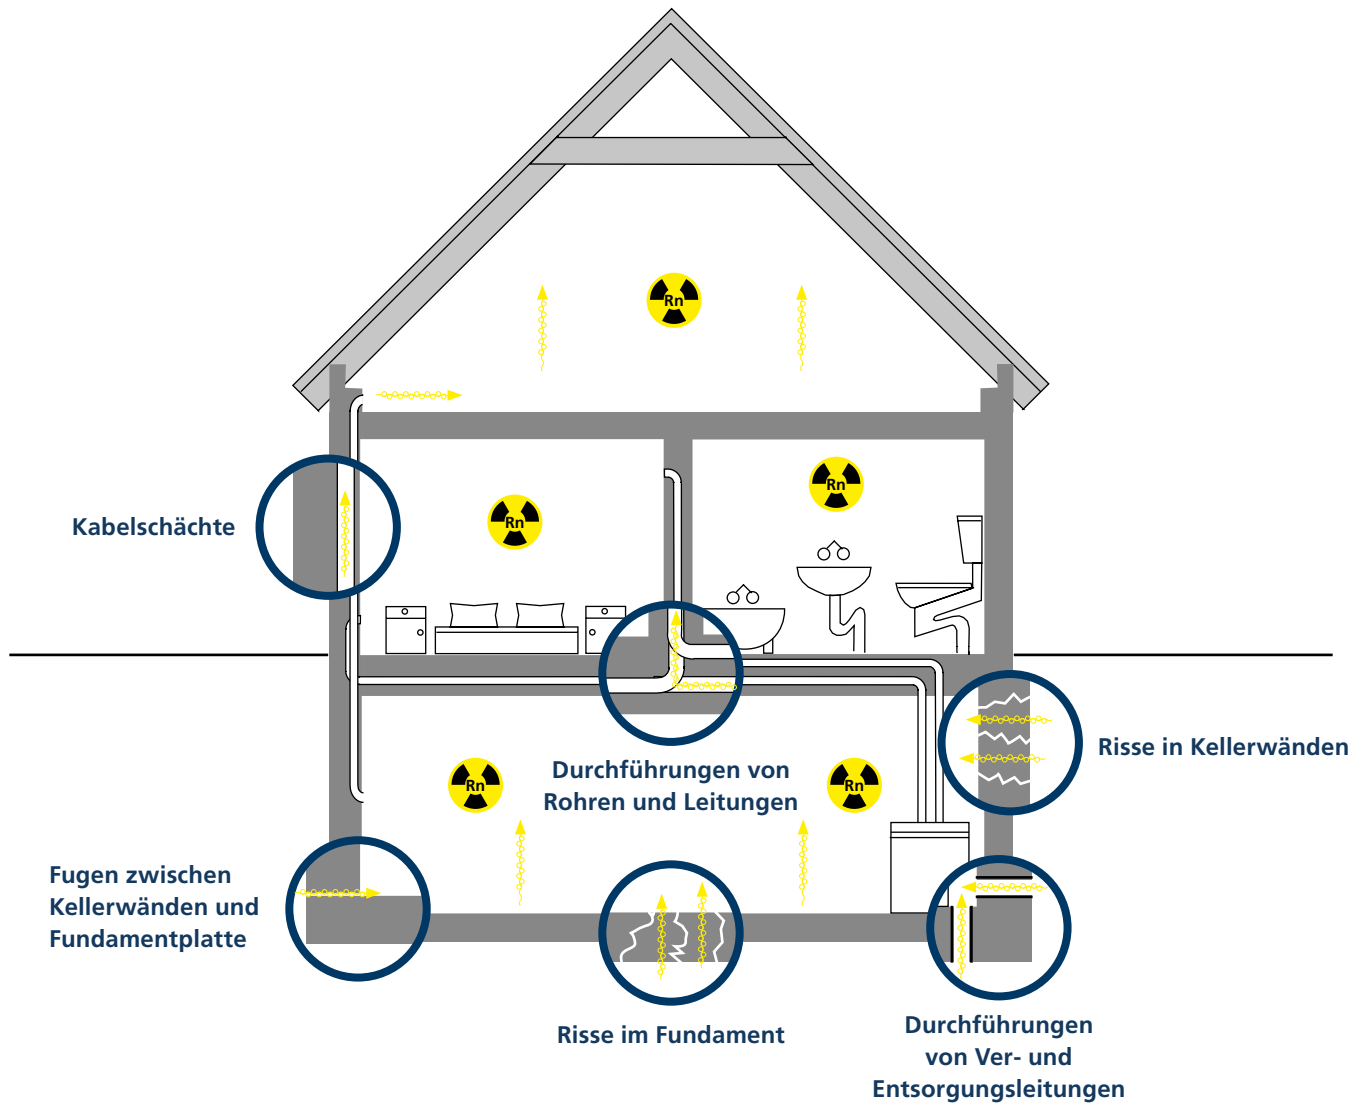 Rn
Rn
Rn
Kabelschächte
Risse in Kellerwänden
Rn
Rn
Durchführungen von
Rohren und Leitungen
Fugen zwischen
Kellerwänden und
Fundamentplatte
Risse im Fundament
Durchführungen
von Ver- und
Entsorgungsleitungen